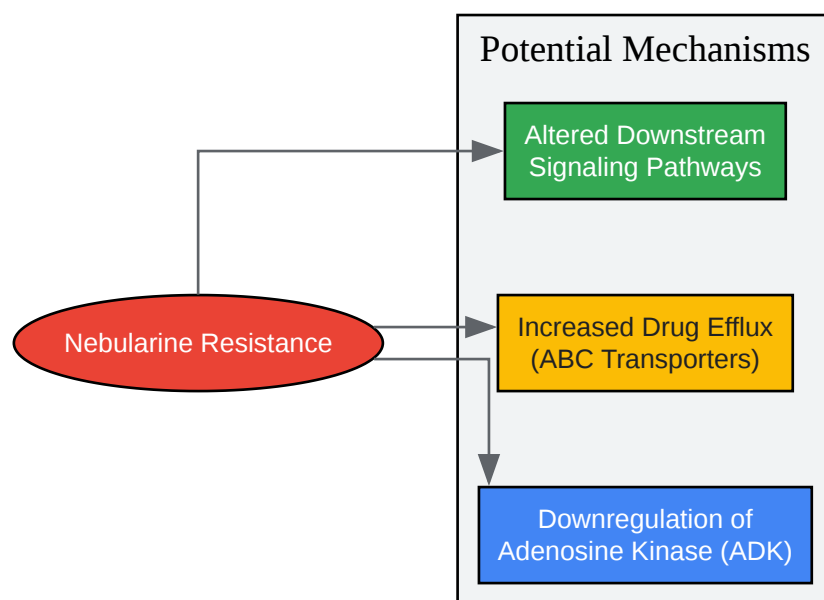 Potential Mechanisms
Altered Downstream
Signaling Pathways
Nebularine Resistance
Increased Drug Efflux
(ABC Transporters)
Downregulation of
Adenosine Kinase (ADK)